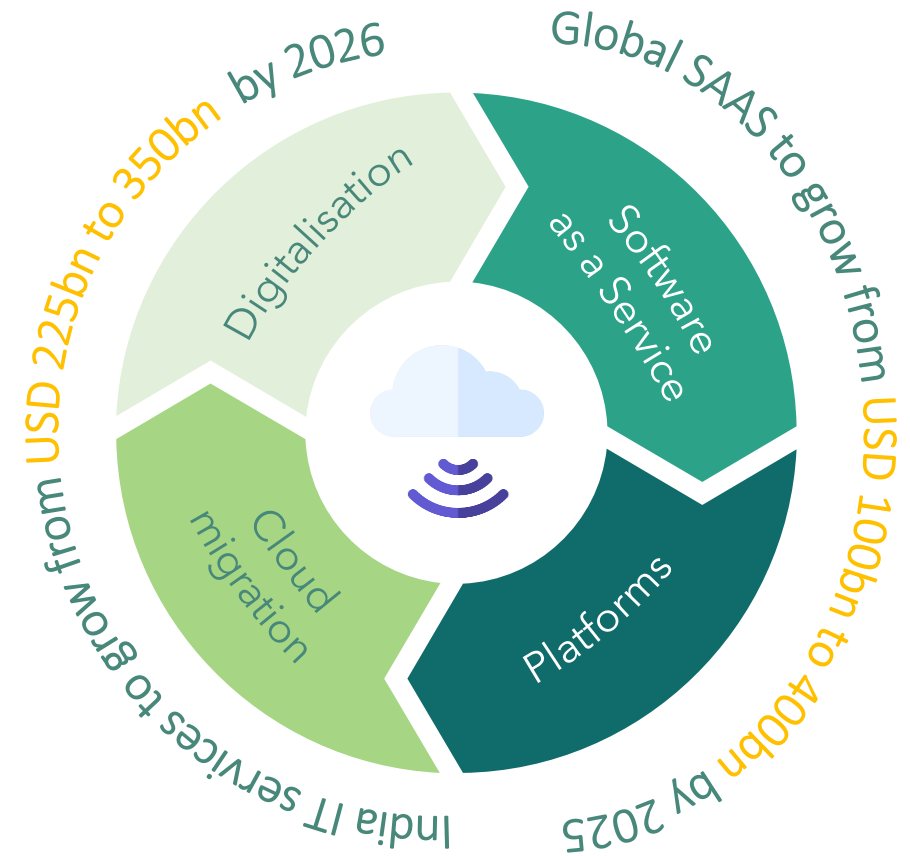 Global SAAS to grow from USD 100bn to 400bn by 2025
India IT services to grow from USD 225bn to 350bn by 2026
Digitalisation
Software
as a Service
Platforms
Cloud
migration